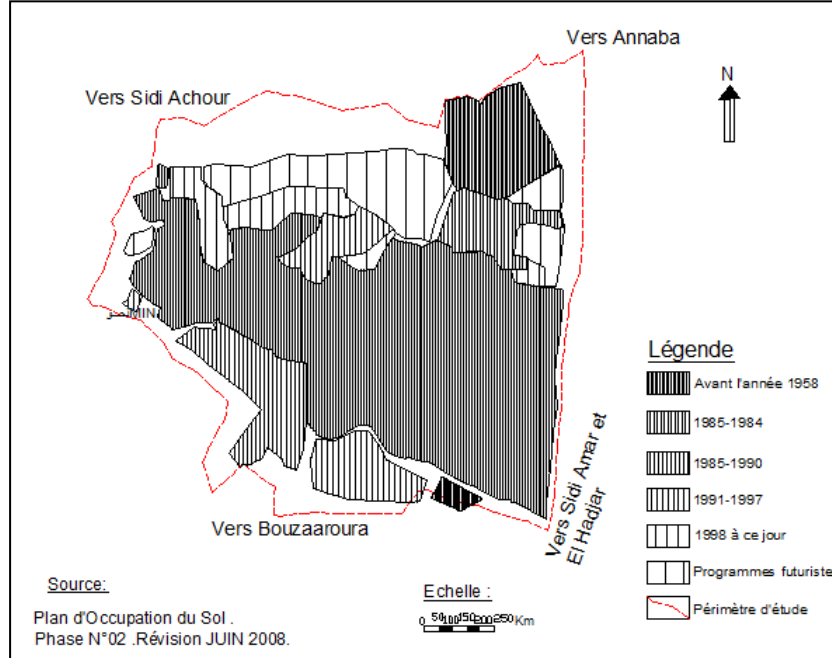 Vers Annaba
Vers Sidi Achour
N
MIN
Légende
Avant l'année 1958
1985-1984
1985-1990
1991-1997
1998 à ce jour
Programmes futuriste
Périmètre d'étude
Vers Sidi Amar et
El Hadjar
Vers Bouzaaroura
Source:
Plan d'Occupation du Sol .
Phase N°02 .Révision JUIN 2008.
Echelle :
0 50 100 150 200 250 Km